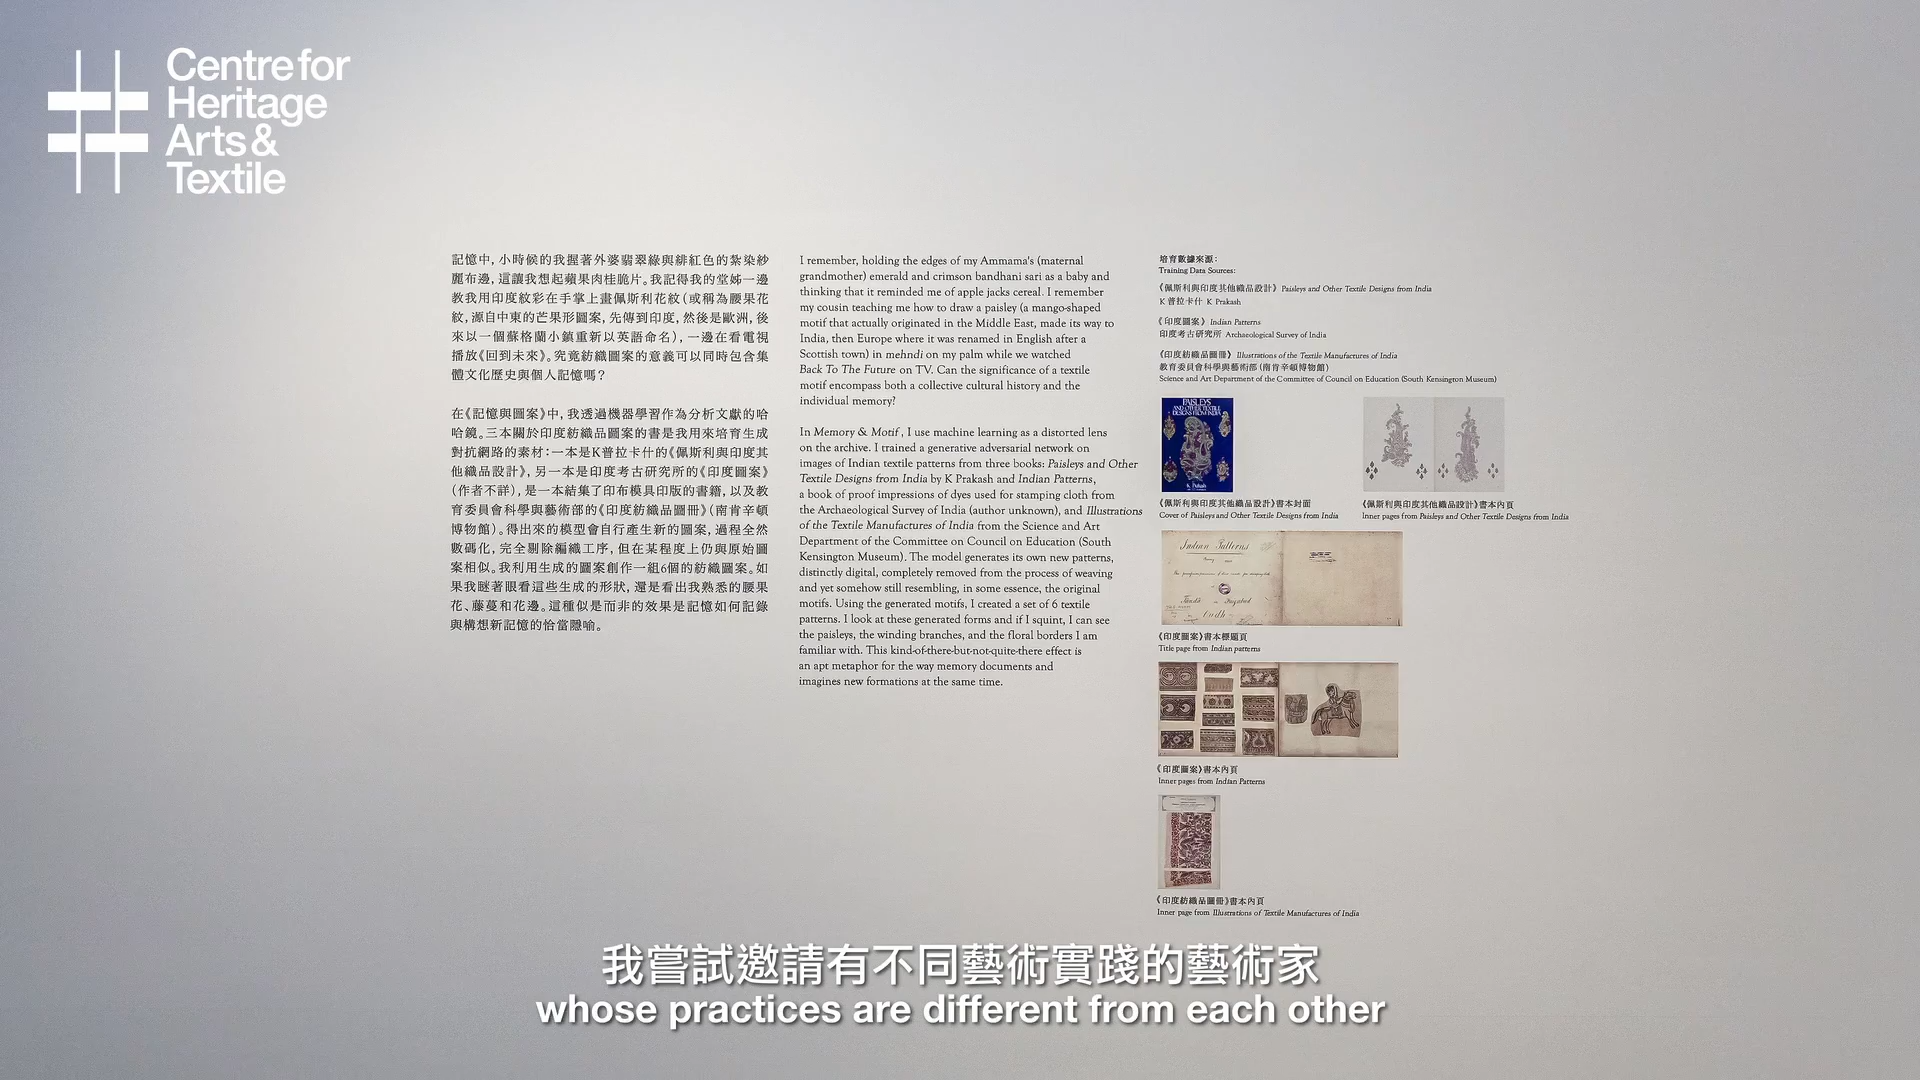 Centre for
Heritage
Arts &
Textile
記憶中，小時候的我握著外婆翡翠綠與緋紅色的紮染紗
麗布邊，這讓我想起蘋果肉桂脆片。我記得我的堂姊一邊
教我用印度紋彩在手掌上畫佩斯利花紋（或稱為腰果花
紋，源自中東的芒果形圖案，先傳到印度，然後是歐洲，後
來以一個蘇格蘭小鎮重新以英語命名），一邊在看電視
播放《回到未來》。究竟紡織圖案的意義可以同時包含集
體文化歷史與個人記憶嗎？
在《記憶與圖案》中，我透過機器學習作為分析文獻的哈
哈鏡。三本關於印度紡織品圖案的書是我用來培育生成
對抗網路的素材：一本是K普拉卡什的《佩斯利與印度其
他織品設計》，另一本是印度考古研究所的《印度圖案》
（作者不詳），是一本結集了印布模具印版的書籍，以及教
育委員會科學與藝術部的《印度紡織品圖冊》（南肯辛頓
博物館）。得出來的模型會自行產生新的圖案，過程全然
數碼化，完全剔除編織工序，但在某程度上仍與原始圖
案相似。我利用生成的圖案創作一組6個的紡織圖案。如
果我瞇著眼看這些生成的形狀，還是看出我熟悉的腰果
花、藤蔓和花邊。這種似是而非的效果是記憶如何記錄
與構想新記憶的恰當隱喻。
I remember, holding the edges of my Ammama's (maternal
grandmother) emerald and crimson bandhani sari as a baby and
thinking that it reminded me of apple jacks cereal. I remember
my cousin teaching me how to draw a paisley (a mango-shaped
motif that actually originated in the Middle East, made its way to
India, then Europe where it was renamed in English after a
Scottish town) in mehndi on my palm while we watched
Back To The Future on TV. Can the significance of a textile
motif encompass both a collective cultural history and the
individual memory?
In Memory & Motif , I use machine learning as a distorted lens
on the archive. I trained a generative adversarial network on
images of Indian textile patterns from three books: Paisleys and Other
Textile Designs from India by K Prakash and Indian Patterns,
a book of proof impressions of dyes used for stamping cloth from
the Archaeological Survey of India (author unknown), and Illustrations
of the Textile Manufactures of India from the Science and Art
Department of the Committee on Council on Education (South
Kensington Museum). The model generates its own new patterns,
distinctly digital, completely removed from the process of weaving
and yet somehow still resembling, in some essence, the original
motifs. Using the generated motifs, I created a set of 6 textile
patterns. I look at these generated forms and if I squint, I can see
the paisleys, the winding branches, and the floral borders I am
familiar with. This kind-of-there-but-not-quite-there effect is
an apt metaphor for the way memory documents and
imagines new formations at the same time.
培育數據來源：
Training Data Sources:
《佩斯利與印度其他織品設計》 Paisleys and Other Textile Designs from India
K 普拉卡什 K Prakash
《印度圖案》 Indian Patterns
印度考古研究所 Archaeological Survey of India
《印度紡織品圖冊》 Illustrations of the Textile Manufactures of India
教育委員會科學與藝術部（南肯辛頓博物館）
Science and Art Department of the Committee of Council on Education (South Kensington Museum)
PAISLEYS
AND OTHER TEXTILE
DESIGNS FROM INDIA
K Prakash
《佩斯利與印度其他織品設計》書本封面
Cover of Paisleys and Other Textile Designs from India
《佩斯利與印度其他織品設計》書本內頁
Inner pages from Paisleys and Other Textile Designs from India
Indian Patterns
《印度圖案》書本標題頁
Title page from Indian patterns
《印度圖案》書本內頁
Inner pages from Indian Patterns
《印度紡織品圖冊》書本內頁
Inner page from Illustrations of Textile Manufactures of India
我嘗試邀請有不同藝術實踐的藝術家
whose practices are different from each other